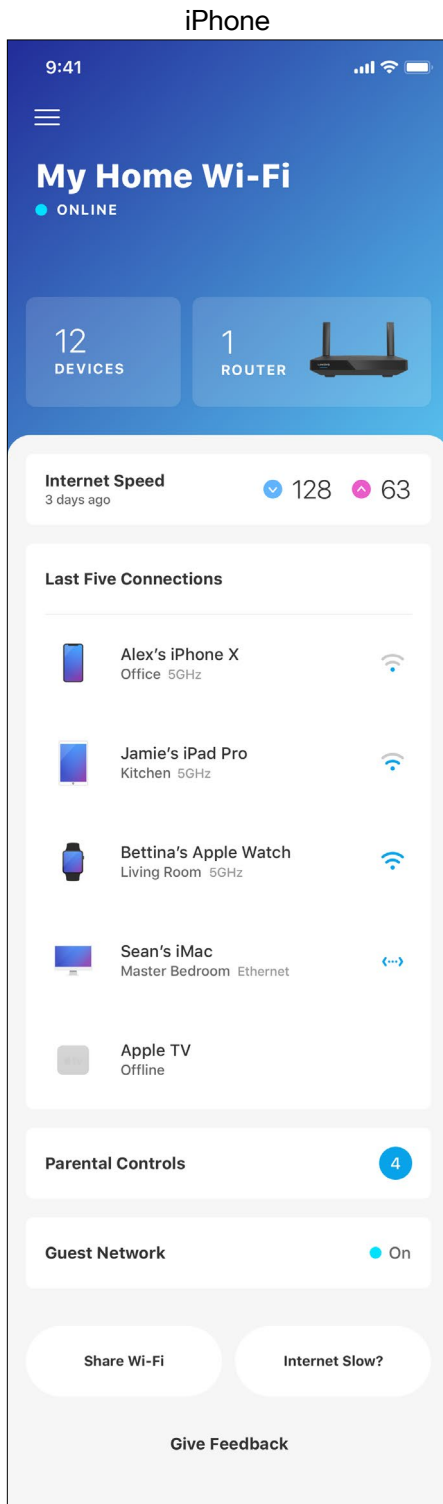 iPhone
9:41
My Home Wi-Fi
ONLINE
12
DEVICES
1
ROUTER
Internet Speed
3 days ago
128
63
Last Five Connections
Alex's iPhone X
Office 5GHz
Jamie's iPad Pro
Kitchen 5GHz
Bettina's Apple Watch
Living Room 5GHz
Sean's iMac
Master Bedroom Ethernet
Apple TV
Offline
Parental Controls
4
Guest Network
On
Share Wi-Fi
Internet Slow?
Give Feedback